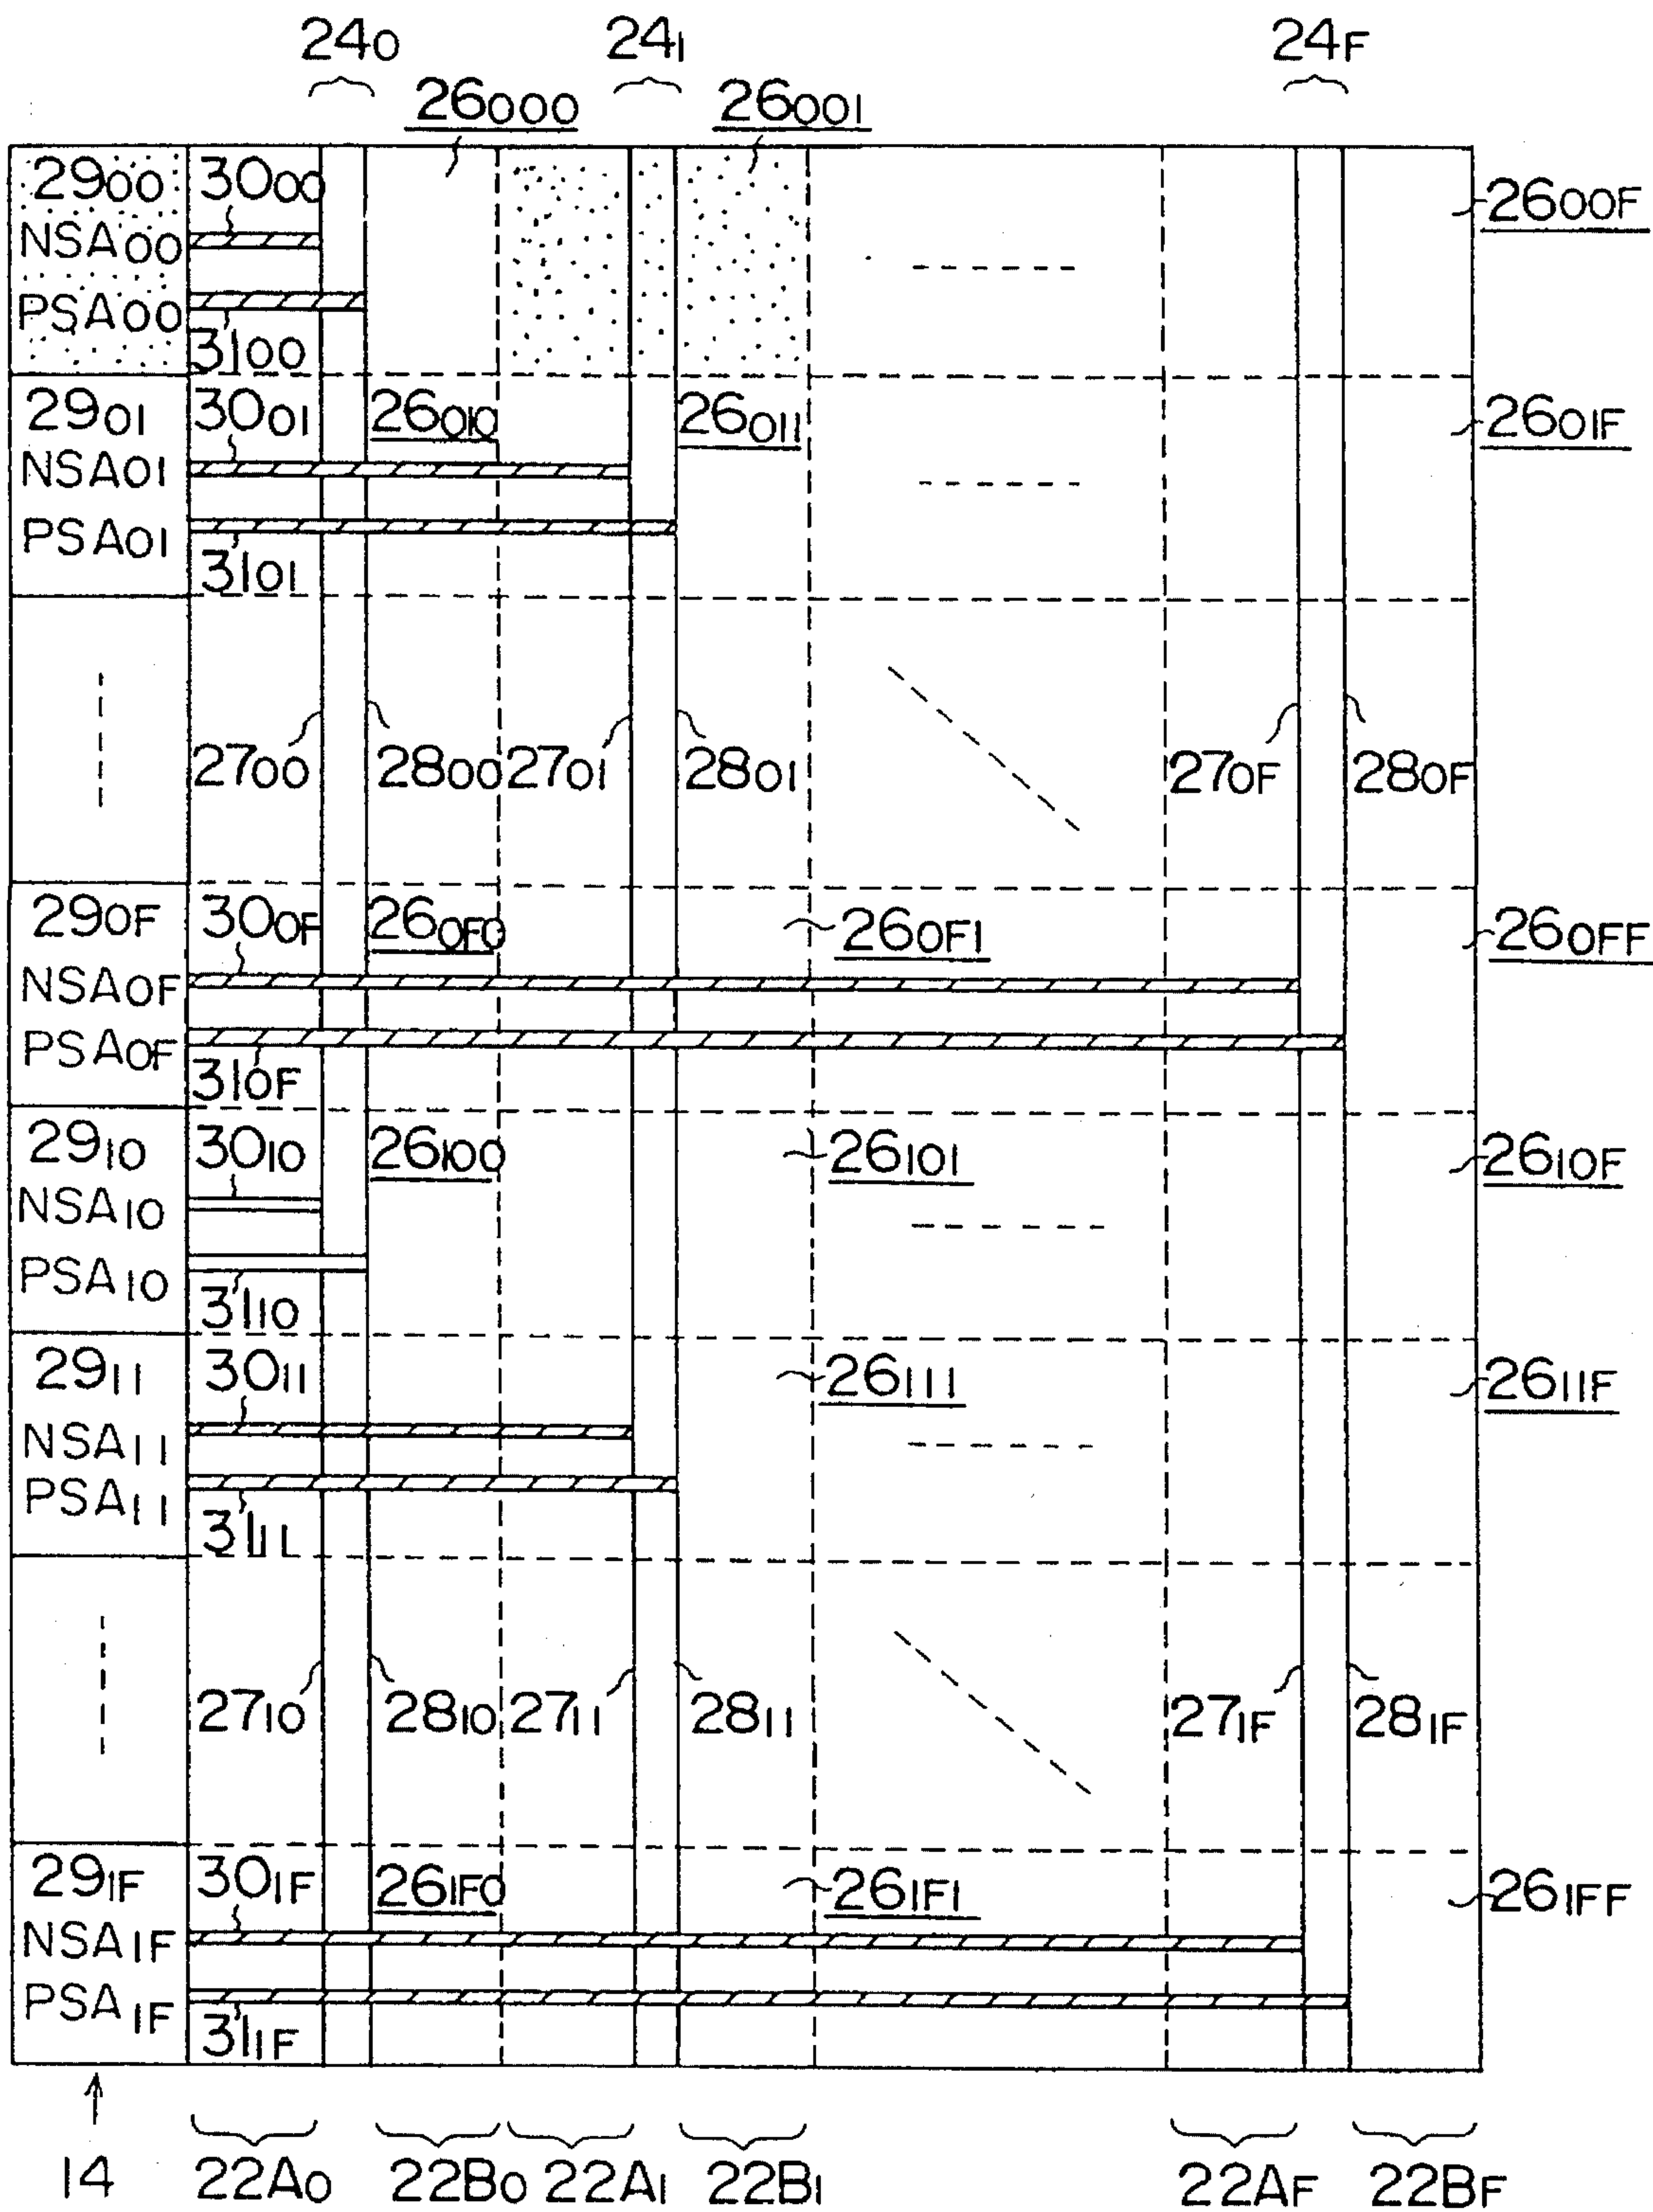 24₀ 24₁ 24F
26₀₀₀ 26₀₀₁
29₀₀ 30₀₀ 26₀₀F
NSA₀₀
PSA₀₀
31₀₀
29₀₁ 30₀₁ 26₀₁₀ 26₀₁₁ 26₀₁F
NSA₀₁
PSA₀₁
31₀₁
27₀₀ 28₀₀ 27₀₁ 28₀₁ 27₀F 28₀F
29₀F 30₀F 26₀F₀ 26₀F₁ 26₀FF
NSA₀F
PSA₀F
31₀F
29₁₀ 30₁₀ 26₁₀₀ 26₁₀₁ 26₁₀F
NSA₁₀
PSA₁₀
31₁₀
29₁₁ 30₁₁ 26₁₁₁ 26₁₁F
NSA₁₁
PSA₁₁
31₁₁
27₁₀ 28₁₀ 27₁₁ 28₁₁ 27₁F 28₁F
29₁F 30₁F 26₁F₀ 26₁F₁ 26₁FF
NSA₁F
PSA₁F
31₁F
14 22A₀ 22B₀ 22A₁ 22B₁ 22AF 22BF